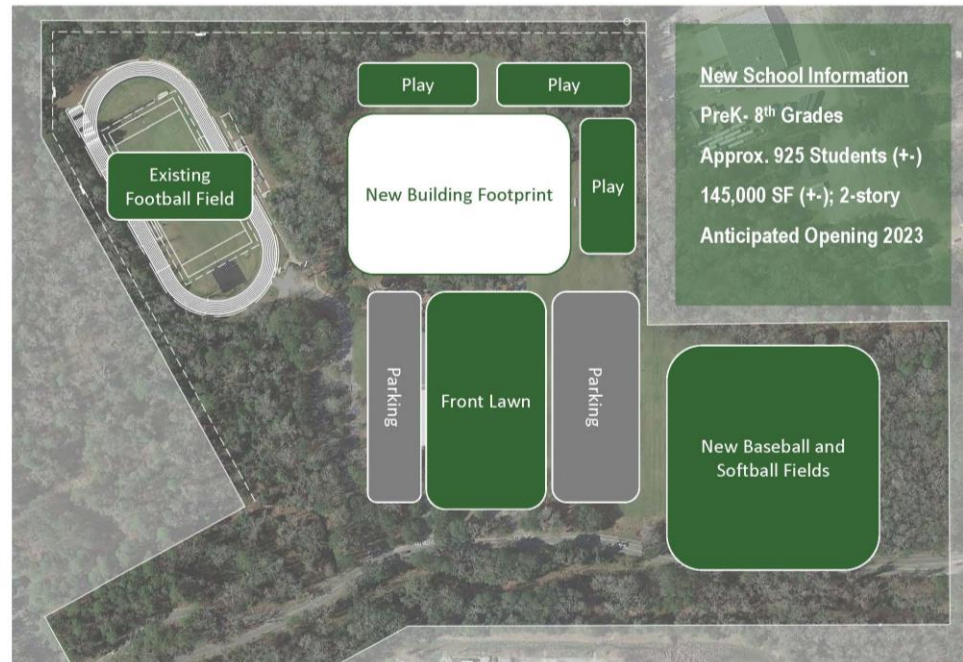 Play
Play
New School Information
PreK- 8th Grades
Approx. 925 Students (+-)
145,000 SF (+-); 2-story
Anticipated Opening 2023
Existing
Football Field
New Building Footprint
Play
Parking
Front Lawn
Parking
New Baseball and
Softball Fields